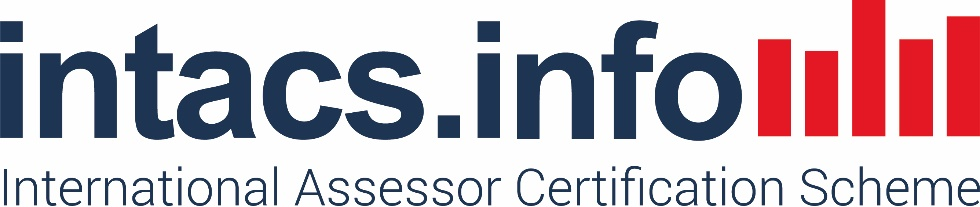 intacs.info
International Assessor Certification Scheme